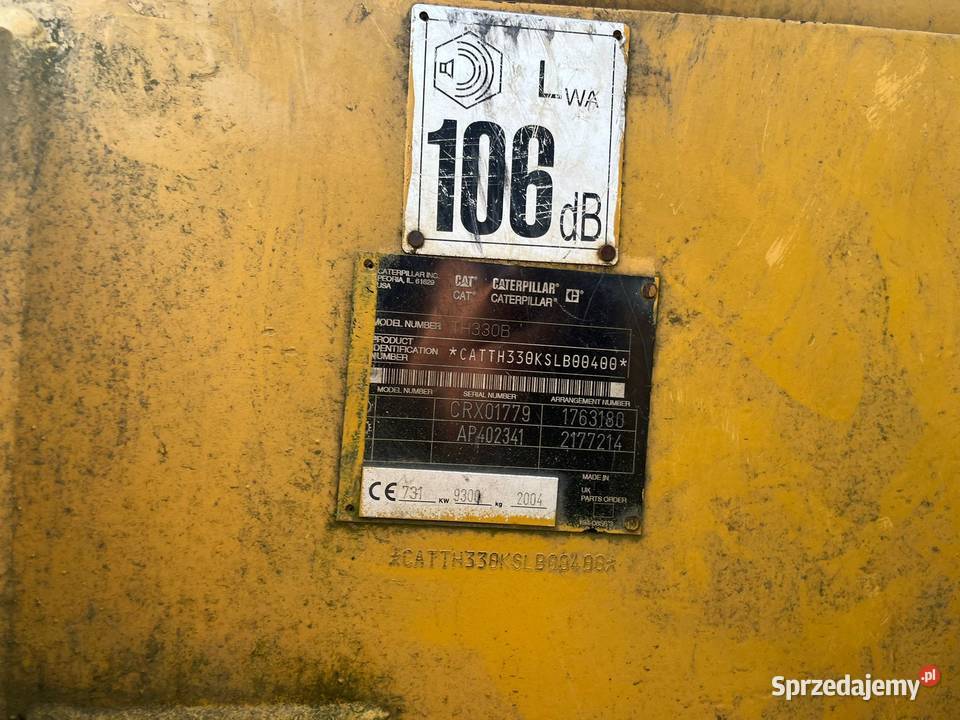 LWA
106 dB
CATERPILLAR INC.
PEORIA, IL 61629
USA
CAT® CATERPILLAR®
CAT® CATERPILLAR® C®
MODEL NUMBER TH330B
PRODUCT
IDENTIFICATION
NUMBER
*CATTH330KSLB00400*
MODEL NUMBER SERIAL NUMBER ARRANGEMENT NUMBER
CRX01779 1763180
AP402341 2177214
MADE IN
UK
PARTS ORDER
CE 731 KW 9300 kg 2004
*CATTH330KSLB00400*
Sprzedajemy.pl